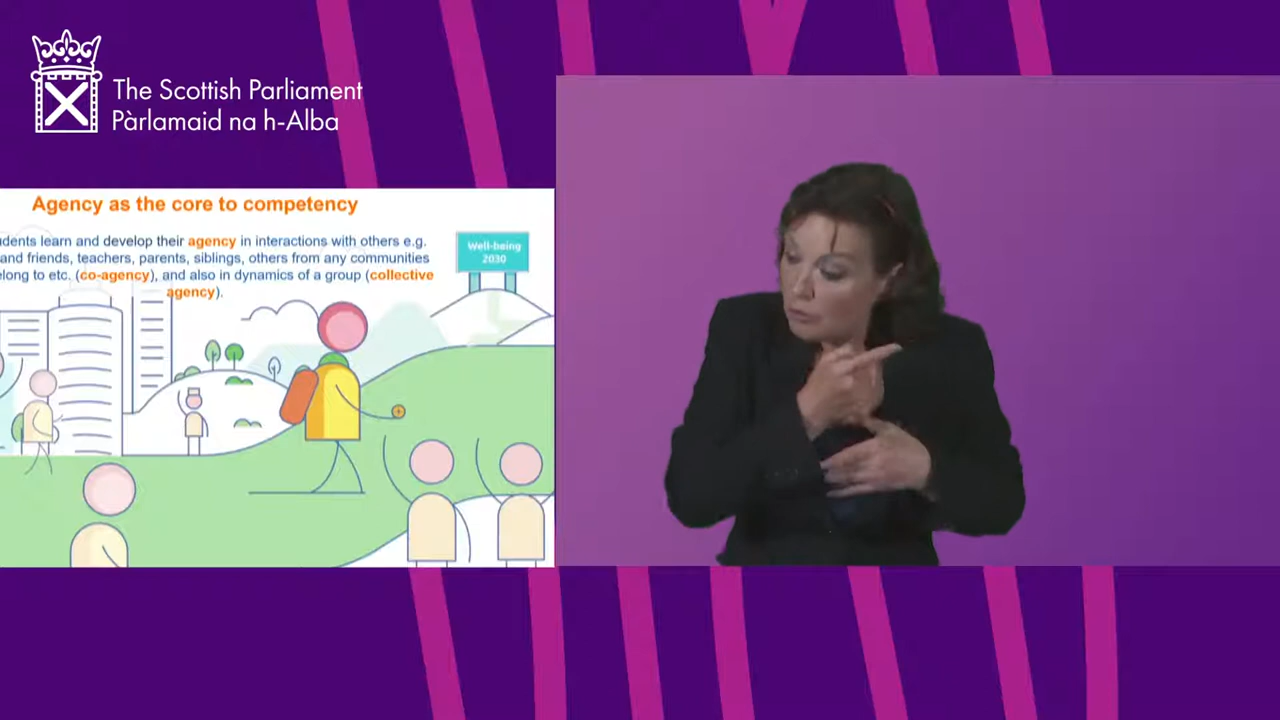 The Scottish Parliament
Pàrlamaid na h-Alba
Agency as the core to competency
dents learn and develop their agency in interactions with others e.g.
and friends, teachers, parents, siblings, others from any communities
elong to etc. (co-agency), and also in dynamics of a group (collective
agency).
Well-being
2030